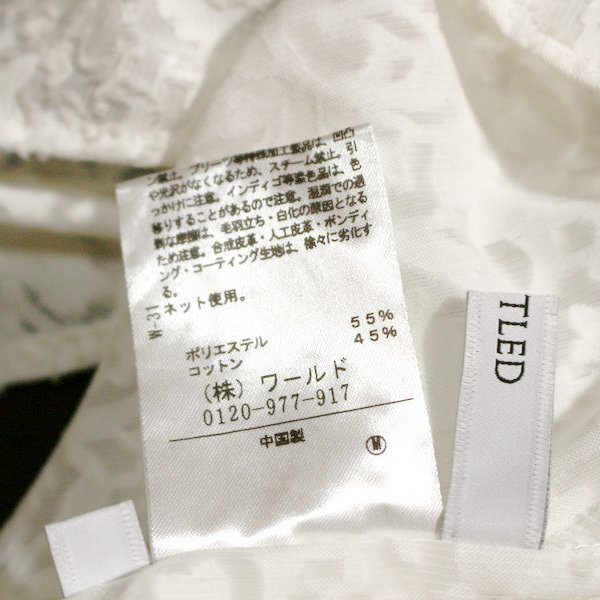 ン禁止。プリーツ等特殊加工製品は、凹凸
や光沢がなくなるため、スチーム禁止。引
っかけに注意。インディゴ等染色品は、色
移りすることがあるので注意。湿潤での過
剰な摩擦は、毛羽立ち・白化の原因となる
ため注意。合成皮革・人工皮革・ボンディ
ング・コーティング生地は、徐々に劣化す
る。
W-31 ネット使用。
ポリエステル 55%
コットン 45%
(株) ワールド
0120-977-917
中国製 M
TLED